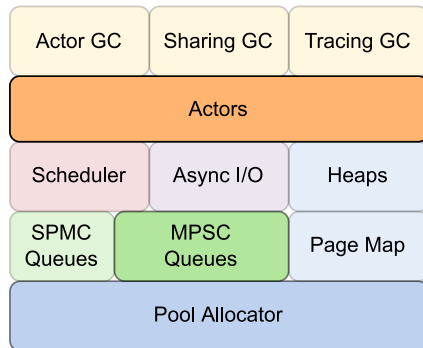 Actor GC
Sharing GC
Tracing GC
Actors
Scheduler
Async I/O
Heaps
SPMC
Queues
MPSC
Queues
Page Map
Pool Allocator